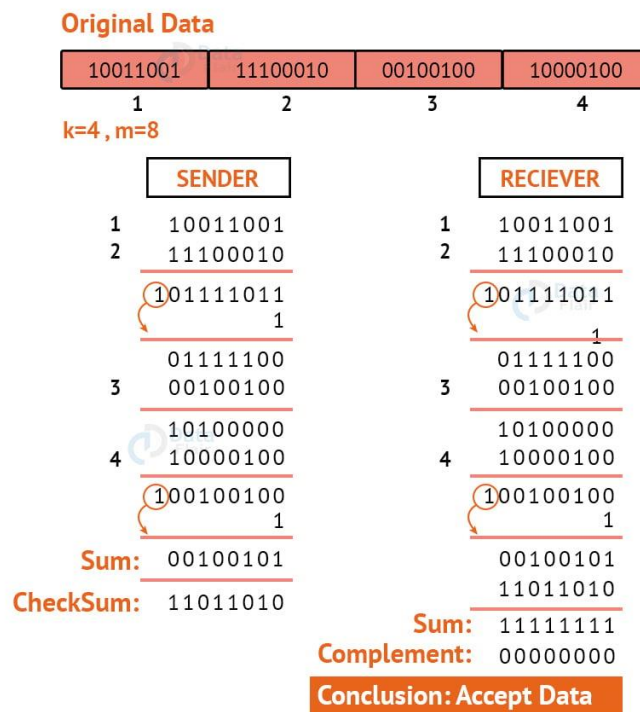 Original Data
10011001 11100010 00100100 10000100
1 2 3 4
k=4 , m=8
SENDER RECIEVER
1 10011001 1 10011001
2 11100010 2 11100010
101111011 101111011
1 1
01111100 01111100
3 00100100 3 00100100
10100000 10100000
4 10000100 4 10000100
100100100 100100100
1 1
Sum: 00100101 00100101
CheckSum: 11011010 11011010
Sum: 11111111
Complement: 00000000
Conclusion: Accept Data